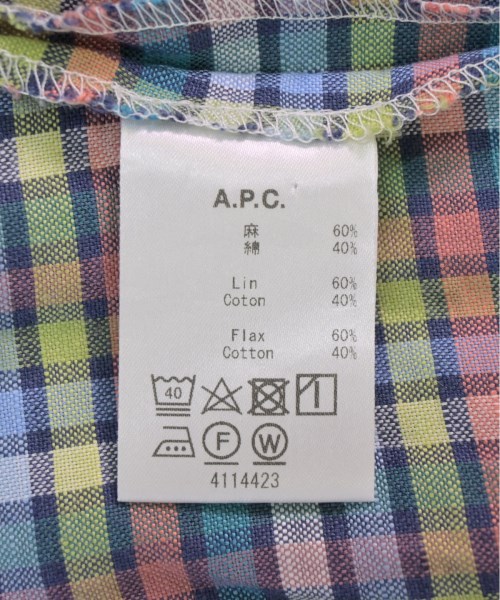 A.P.C.
麻 60%
綿 40%
Lin 60%
Coton 40%
Flax 60%
Cotton 40%
40
F W
4114423